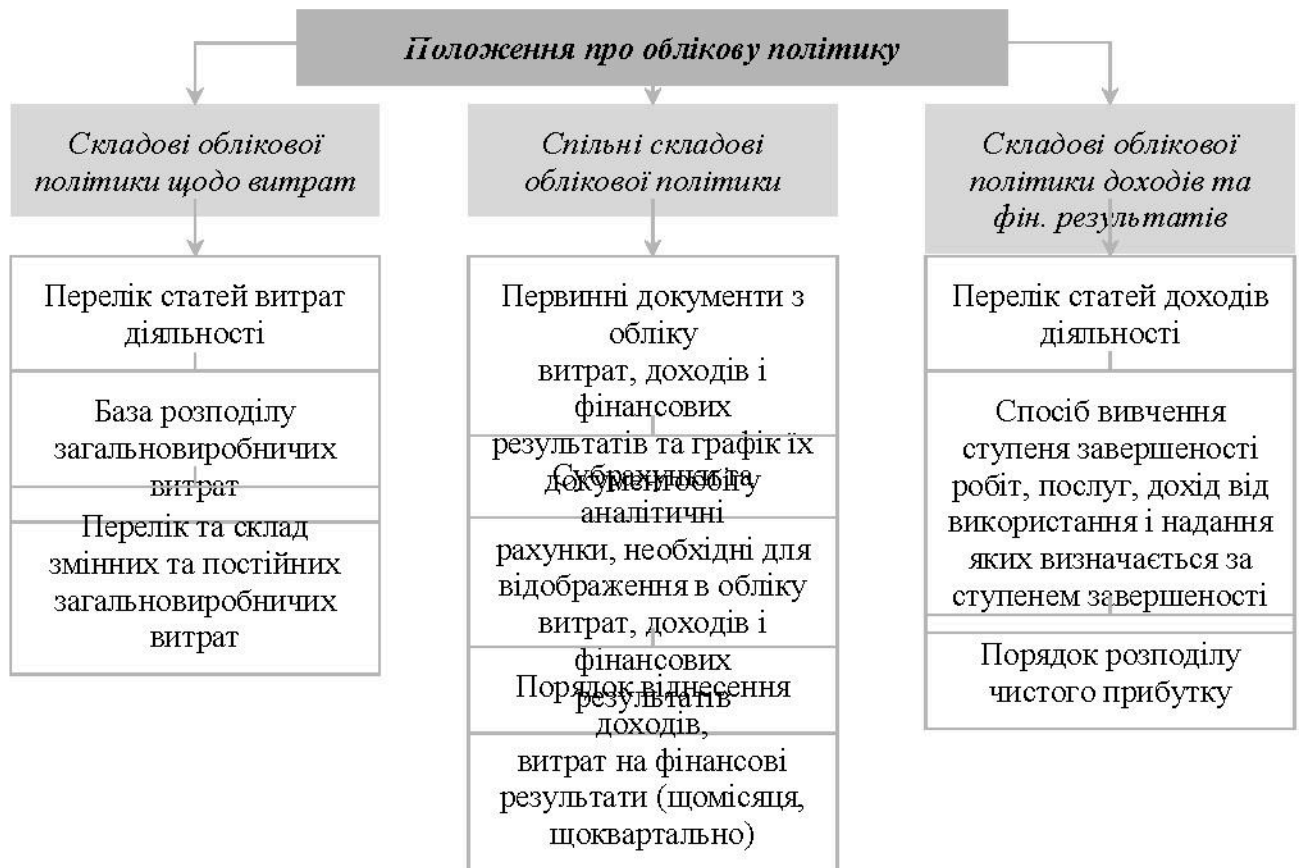 Положення про облікову політику
Складові облікової
політики щодо витрат
Перелік статей витрат
діяльності
База розподілу
загальновиробничих
витрат
Перелік та склад
змінних та постійних
загальновиробничих
витрат
Спільні складові
облікової політики
Первинні документи з
обліку
витрат, доходів і
фінансових
результатів та графік їх
документообігу
Субрахунки та
аналітичні
рахунки, необхідні для
відображення в обліку
витрат, доходів і
фінансових
результатів
Порядок віднесення
доходів,
витрат на фінансові
результати (щомісяця,
щоквартально)
Складові облікової
політики доходів та
фін. результатів
Перелік статей доходів
діяльності
Спосіб вивчення
ступеня завершеності
робіт, послуг, дохід від
використання і надання
яких визначається за
ступенем завершеності
Порядок розподілу
чистого прибутку